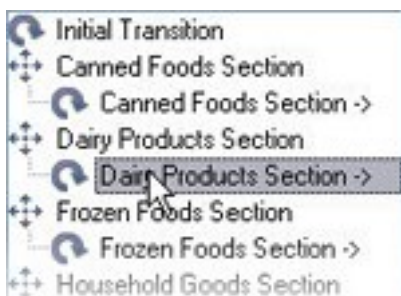 Initial Transition
Canned Foods Section
Canned Foods Section ->
Dairy Products Section
Dairy Products Section ->
Frozen Foods Section
Frozen Foods Section ->
Household Goods Section